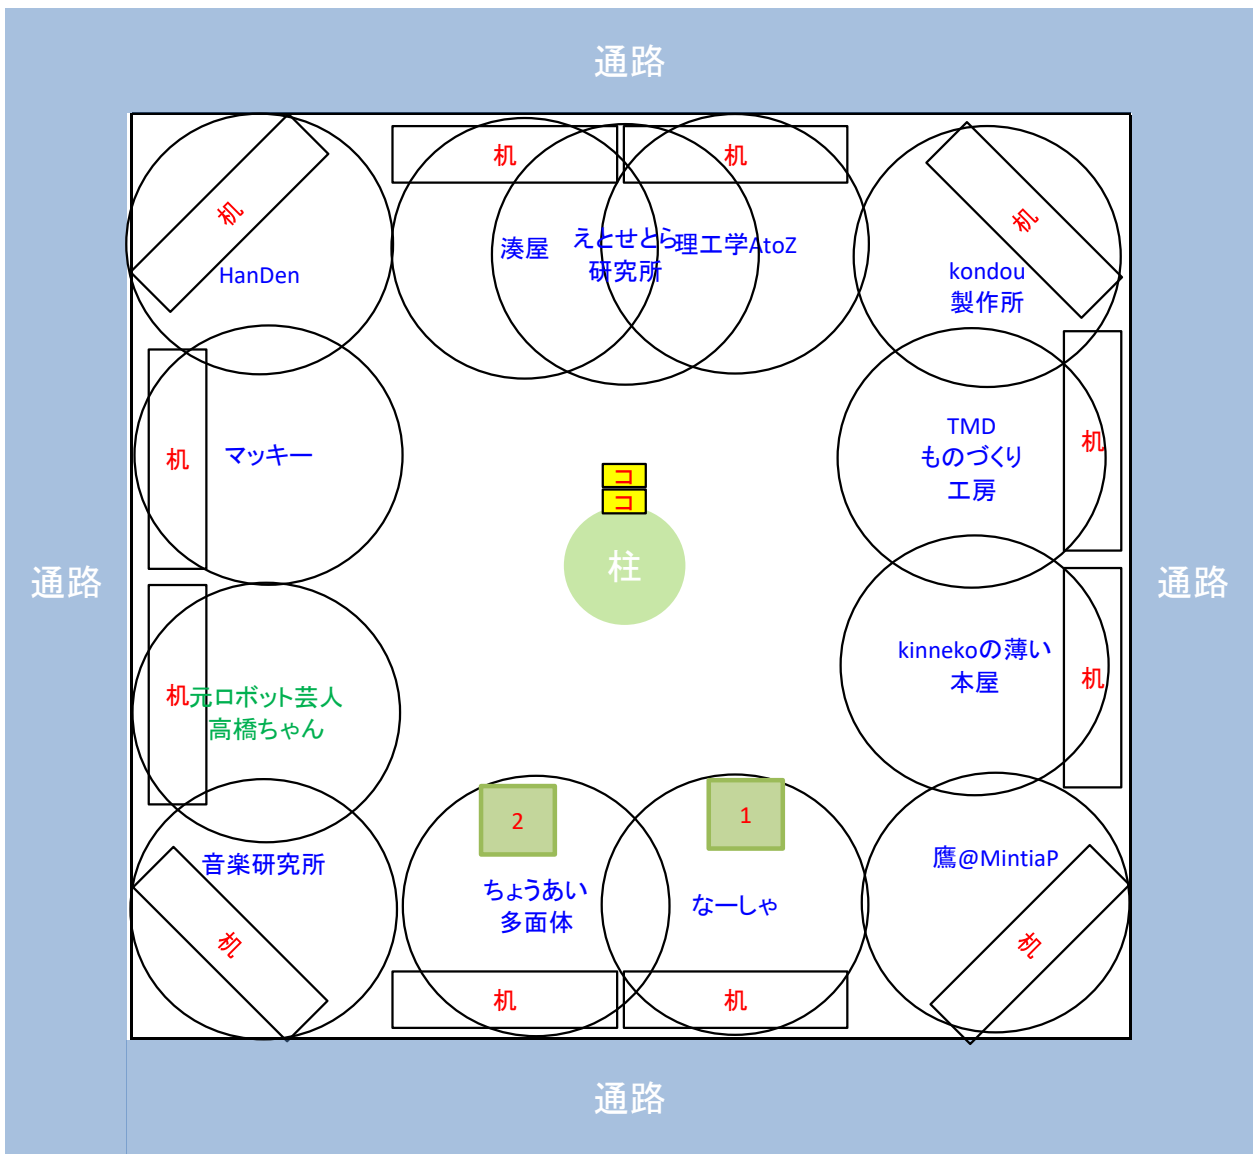 通路
机
机
机
机
湊屋
えとせとら
研究所
理工学AtoZ
HanDen
kondou
製作所
机
マッキー
TMD
ものづくり
工房
机
コ
コ
柱
通路
通路
机
元ロボット芸人
高橋ちゃん
kinnekoの薄い
本屋
机
2
1
音楽研究所
ちょうあい
多面体
なーしゃ
鷹@MintiaP
机
机
机
机
通路